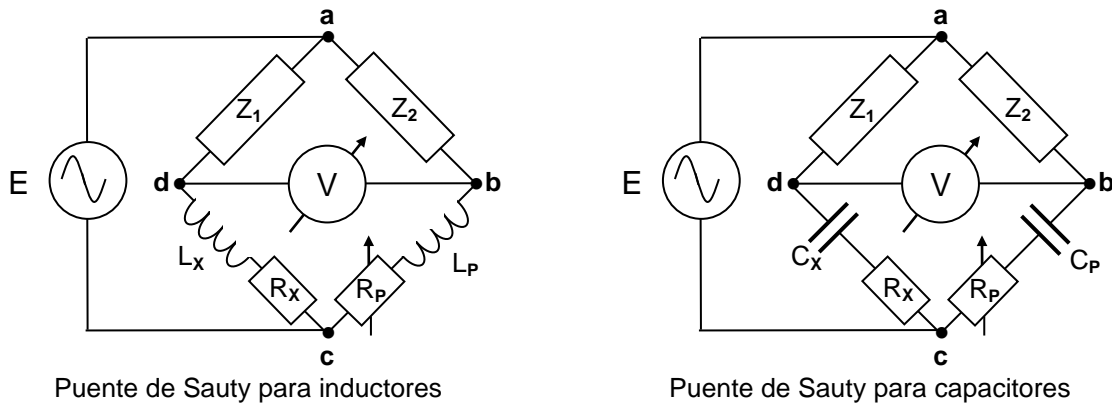 a
Z1
Z2
E
d
V
b
LX
LP
RX
RP
c
Puente de Sauty para inductores
a
Z1
Z2
E
d
V
b
CX
CP
RX
RP
c
Puente de Sauty para capacitores